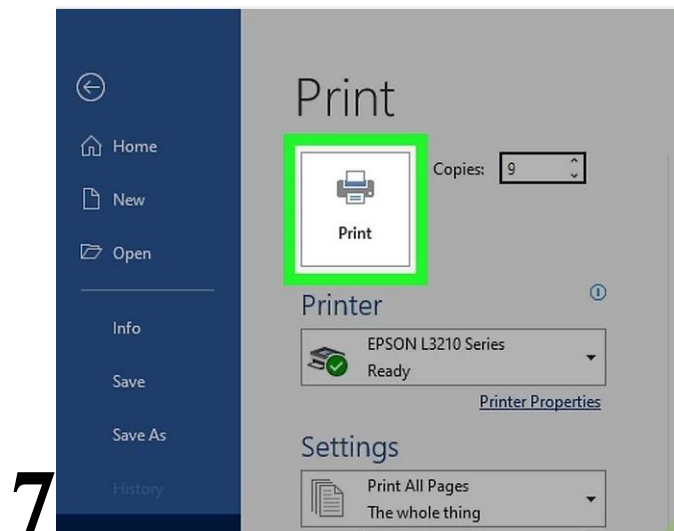 Print
Home
New
Open
Info
Save
Save As
History
Copies: 9
Print
Printer
EPSON L3210 Series
Ready
Printer Properties
Settings
Print All Pages
The whole thing
7